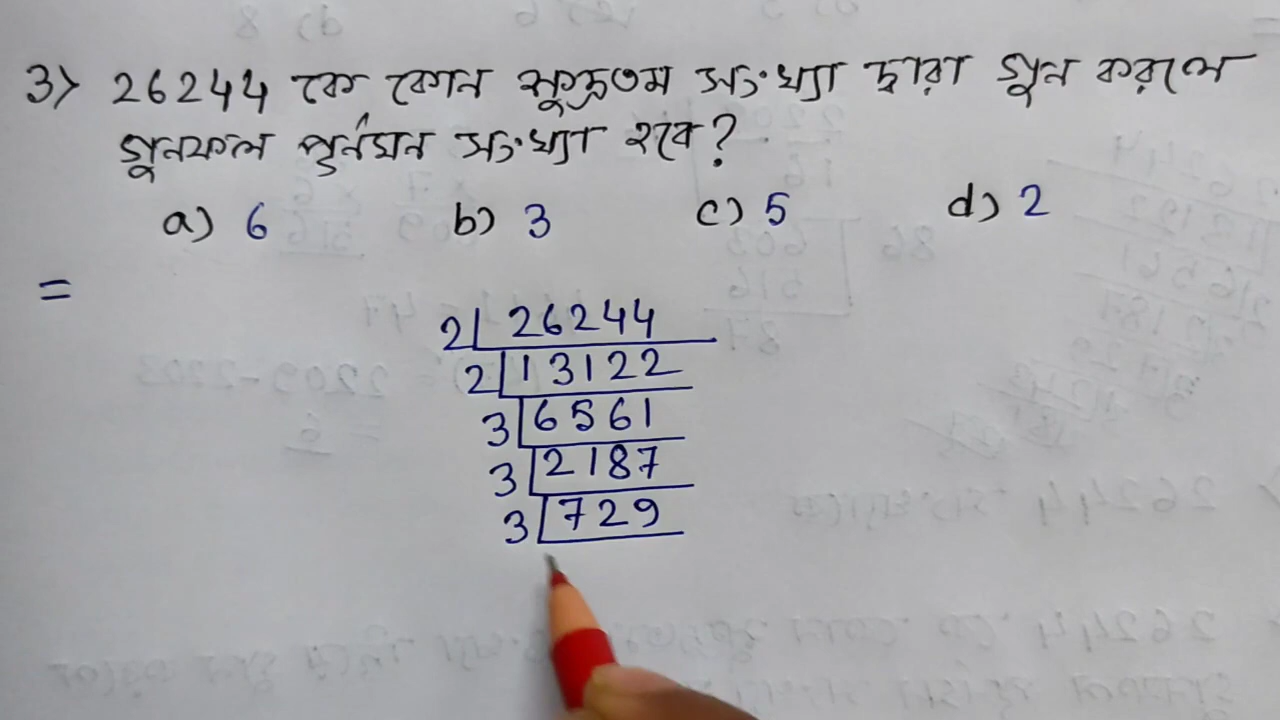 3) 26244 কে কোন ক্ষুদ্রতম সংখ্যা দ্বারা গুন করলে
গুনফল পূর্নঘন সংখ্যা হবে?
a) 6 b) 3 c) 5 d) 2
=
2 26244
2 13122
3 6561
3 2187
3 729